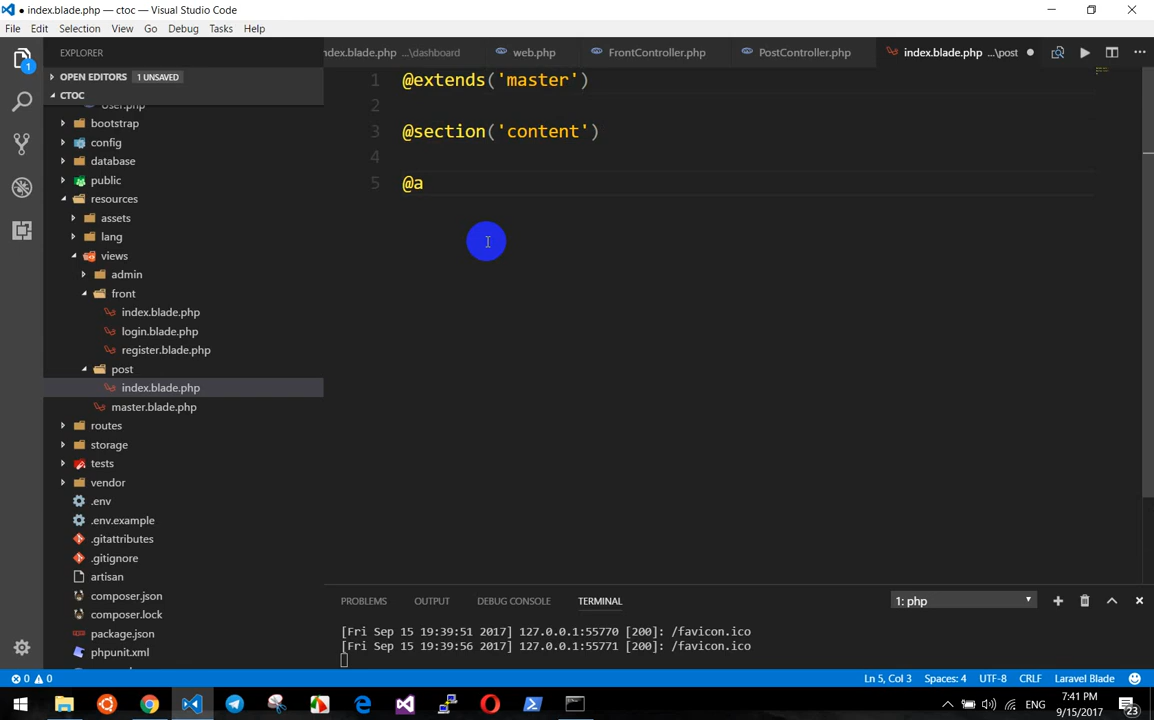 ● index.blade.php — ctoc — Visual Studio Code
File Edit Selection View Go Debug Tasks Help
EXPLORER
ndex.blade.php ...\dashboard web.php FrontController.php PostController.php index.blade.php ...\post ●
1
OPEN EDITORS 1 UNSAVED
CTOC
User.php
bootstrap
config
database
public
resources
assets
lang
views
admin
front
index.blade.php
login.blade.php
register.blade.php
post
index.blade.php
master.blade.php
routes
storage
tests
vendor
.env
.env.example
.gitattributes
.gitignore
artisan
composer.json
composer.lock
package.json
phpunit.xml
1 @extends('master')
2
3 @section('content')
4
5 @a
PROBLEMS OUTPUT DEBUG CONSOLE TERMINAL 1: php
[Fri Sep 15 19:39:51 2017] 127.0.0.1:55770 [200]: /favicon.ico
[Fri Sep 15 19:39:56 2017] 127.0.0.1:55771 [200]: /favicon.ico
0 0 Ln 5, Col 3 Spaces: 4 UTF-8 CRLF Laravel Blade
ENG 7:41 PM
9/15/2017 23